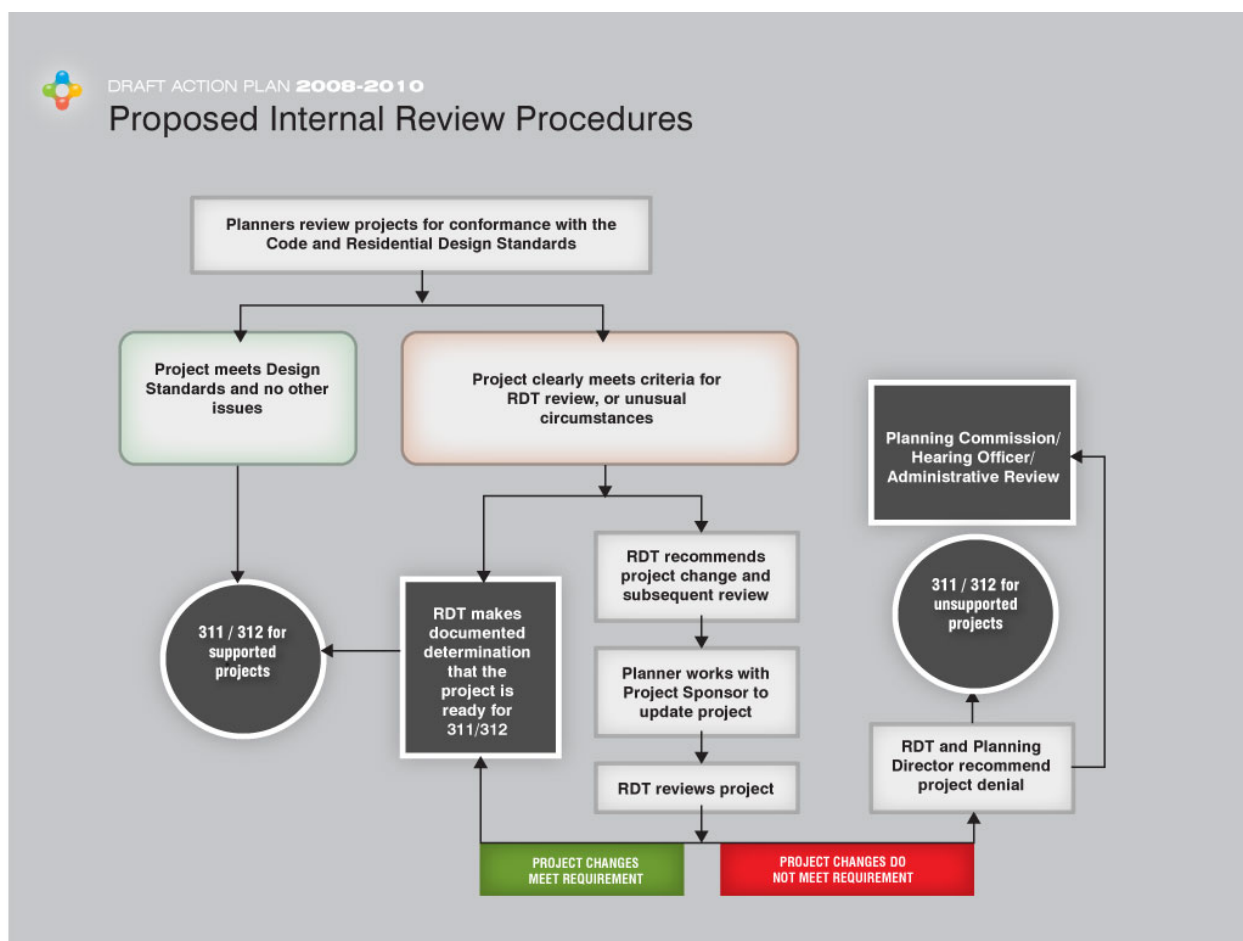 DRAFT ACTION PLAN 2008-2010
Proposed Internal Review Procedures
Planners review projects for conformance with the
Code and Residential Design Standards
Project meets Design
Standards and no other
issues
Project clearly meets criteria for
RDT review, or unusual
circumstances
Planning Commission/
Hearing Officer/
Administrative Review
RDT recommends
project change and
subsequent review
311 / 312 for
unsupported
projects
311 / 312 for
supported
projects
RDT makes
documented
determination
that the
project is
ready for
311/312
Planner works with
Project Sponsor to
update project
RDT and Planning
Director recommend
project denial
RDT reviews project
PROJECT CHANGES
MEET REQUIREMENT
PROJECT CHANGES DO
NOT MEET REQUIREMENT